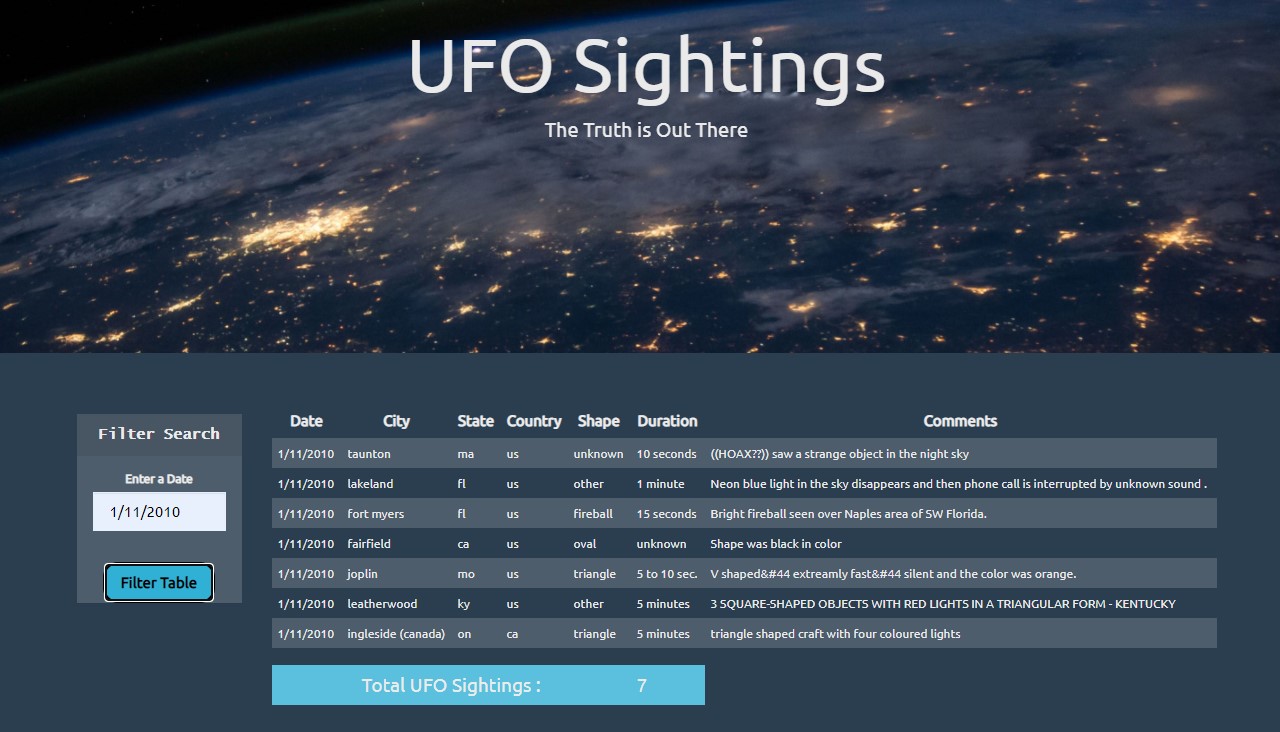 UFO Sightings
The Truth is Out There
Filter Search
Enter a Date
1/11/2010
Filter Table
Date City State Country Shape Duration Comments
1/11/2010 taunton ma us unknown 10 seconds ((HOAX??)) saw a strange object in the night sky
1/11/2010 lakeland fl us other 1 minute Neon blue light in the sky disappears and then phone call is interrupted by unknown sound .
1/11/2010 fort myers fl us fireball 15 seconds Bright fireball seen over Naples area of SW Florida.
1/11/2010 fairfield ca us oval unknown Shape was black in color
1/11/2010 joplin mo us triangle 5 to 10 sec. V shaped&#44 extreamly fast&#44 silent and the color was orange.
1/11/2010 leatherwood ky us other 5 minutes 3 SQUARE-SHAPED OBJECTS WITH RED LIGHTS IN A TRIANGULAR FORM - KENTUCKY
1/11/2010 ingleside (canada) on ca triangle 5 minutes triangle shaped craft with four coloured lights
Total UFO Sightings : 7